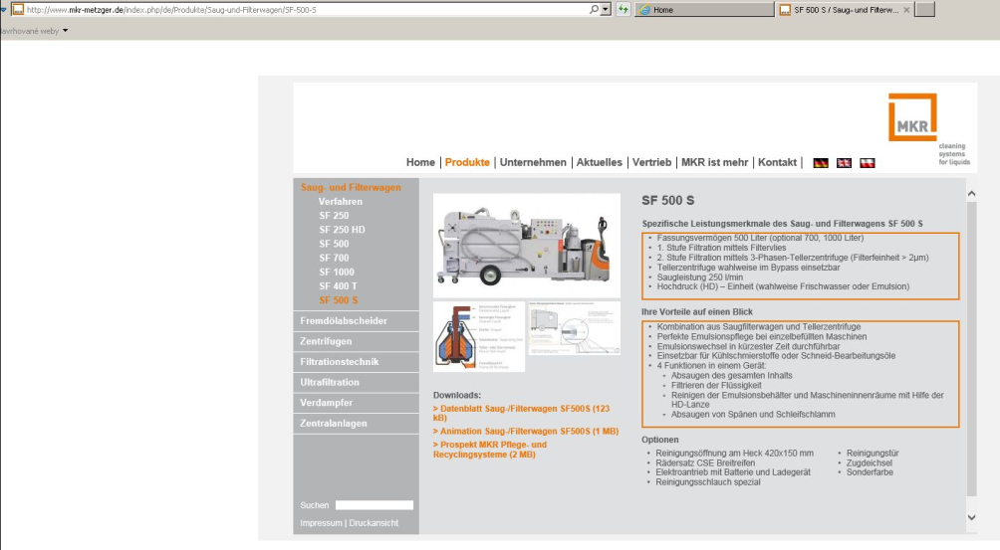 http://www.mkr-metzger.de/index.php/de/Produkte/Saug-und-Filterwagen/SF-500-S
Home
SF 500 S / Saug- und Filterw...
avrhované weby
MKR
cleaning
systems
for liquids
Home | Produkte | Unternehmen | Aktuelles | Vertrieb | MKR ist mehr | Kontakt |
Saug- und Filterwagen
Verfahren
SF 250
SF 250 HD
SF 500
SF 700
SF 1000
SF 400 T
SF 500 S
Fremdölabscheider
Zentrifugen
Filtrationstechnik
Ultrafiltration
Verdampfer
Zentralanlagen
Suchen
Impressum | Druckansicht
Downloads:
> Datenblatt Saug-/Filterwagen SF500S (123
kB)
> Animation Saug-/Filterwagen SF500S (1 MB)
> Prospekt MKR Pflege- und
Recyclingsysteme (2 MB)
SF 500 S
Spezifische Leistungsmerkmale des Saug- und Filterwagens SF 500 S
• Fassungsvermögen 500 Liter (optional 700, 1000 Liter)
• 1. Stufe Filtration mittels Filtervlies
• 2. Stufe Filtration mittels 3-Phasen-Tellerzentrifuge (Filterfeinheit > 2µm)
• Tellerzentrifuge wahlweise im Bypass einsetzbar
• Saugleistung 250 l/min
• Hochdruck (HD) – Einheit (wahlweise Frischwasser oder Emulsion)
Ihre Vorteile auf einen Blick
• Kombination aus Saugfilterwagen und Tellerzentrifuge
• Perfekte Emulsionspflege bei einzelbefüllten Maschinen
• Emulsionswechsel in kürzester Zeit durchführbar
• Einsetzbar für Kühlschmierstoffe oder Schneid-Bearbeitungsöle
• 4 Funktionen in einem Gerät:
- Absaugen des gesamten Inhalts
- Filtrieren der Flüssigkeit
- Reinigen der Emulsionsbehälter und Maschineninnenräume mit Hilfe der
HD-Lanze
- Absaugen von Spänen und Schleifschlamm
Optionen
• Reinigungsöffnung am Heck 420x150 mm
• Rädersatz CSE Breitreifen
• Elektroantrieb mit Batterie und Ladegerät
• Reinigungsschlauch spezial
• Reinigungstür
• Zugdeichsel
• Sonderfarbe